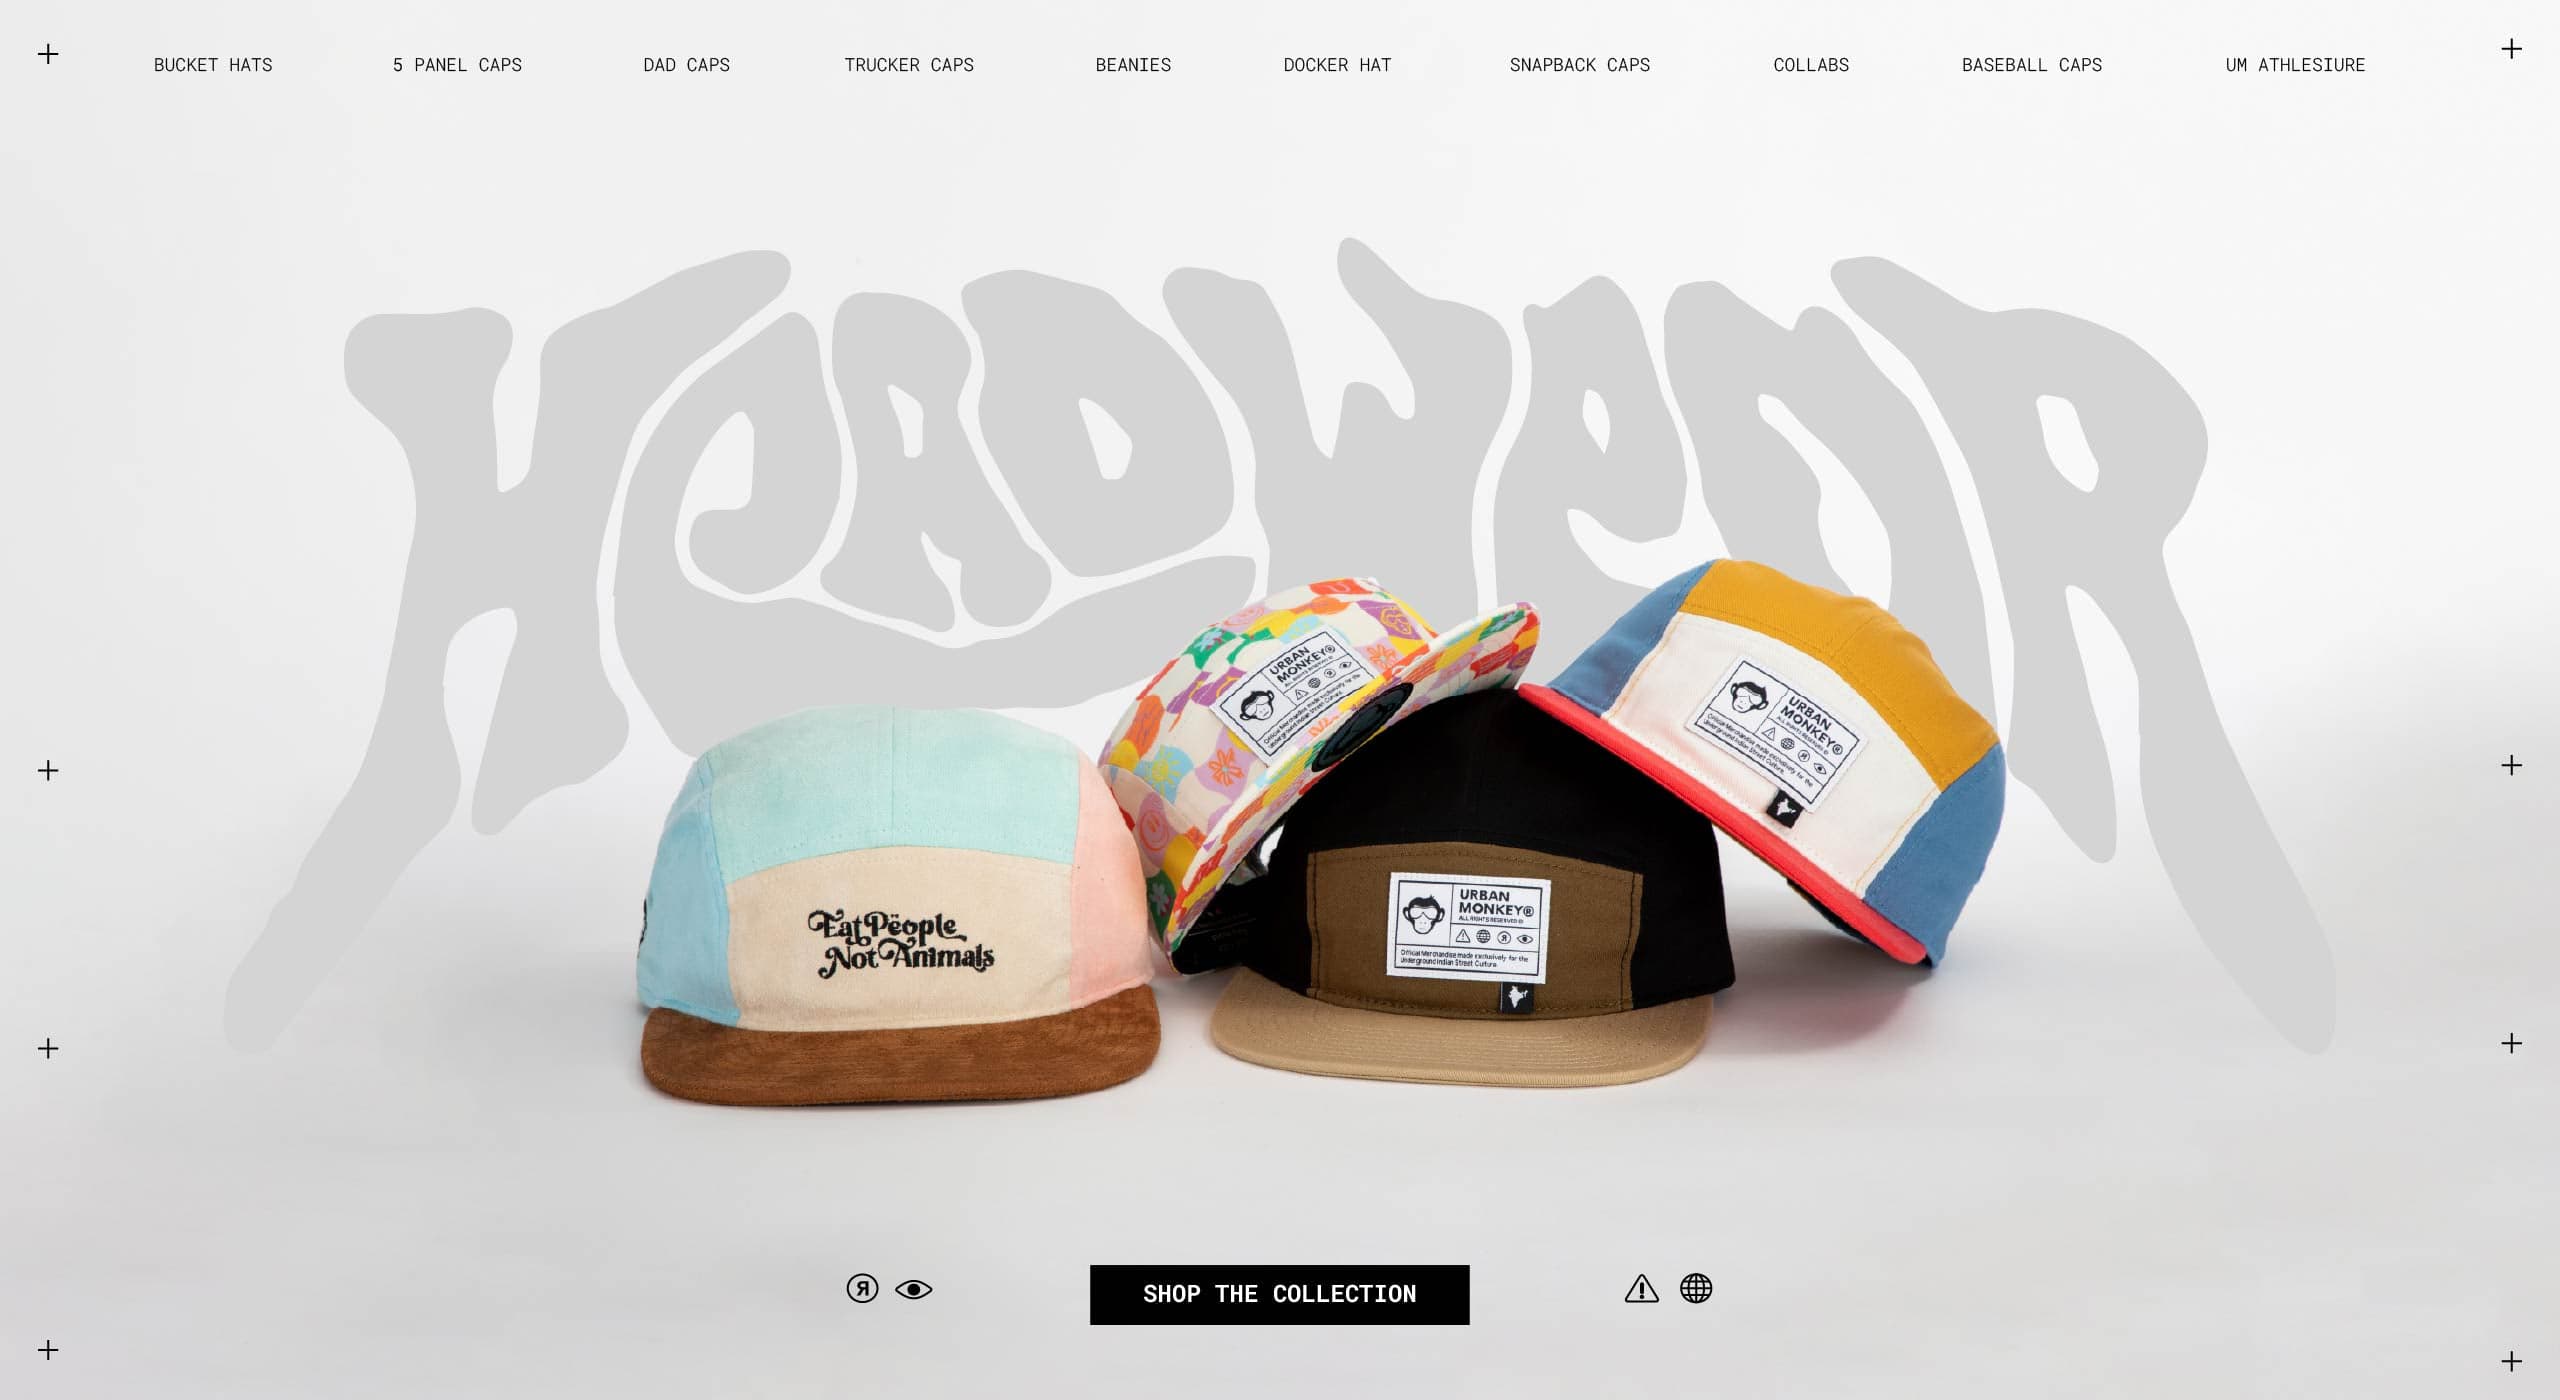 BUCKET HATS
5 PANEL CAPS
DAD CAPS
TRUCKER CAPS
BEANIES
DOCKER HAT
SNAPBACK CAPS
COLLABS
BASEBALL CAPS
UM ATHLESIURE
HEADWEAR
URBAN
MONKEY®
ALL RIGHTS RESERVED ©
Official Merchandise made exclusively for the
Underground Indian Street Culture.
URBAN
MONKEY®
ALL RIGHTS RESERVED ©
Official Merchandise made exclusively for the
Underground Indian Street Culture.
Eat People
Not Animals
URBAN
MONKEY®
ALL RIGHTS RESERVED ©
Official Merchandise made exclusively for the
Underground Indian Street Culture.
SHOP THE COLLECTION